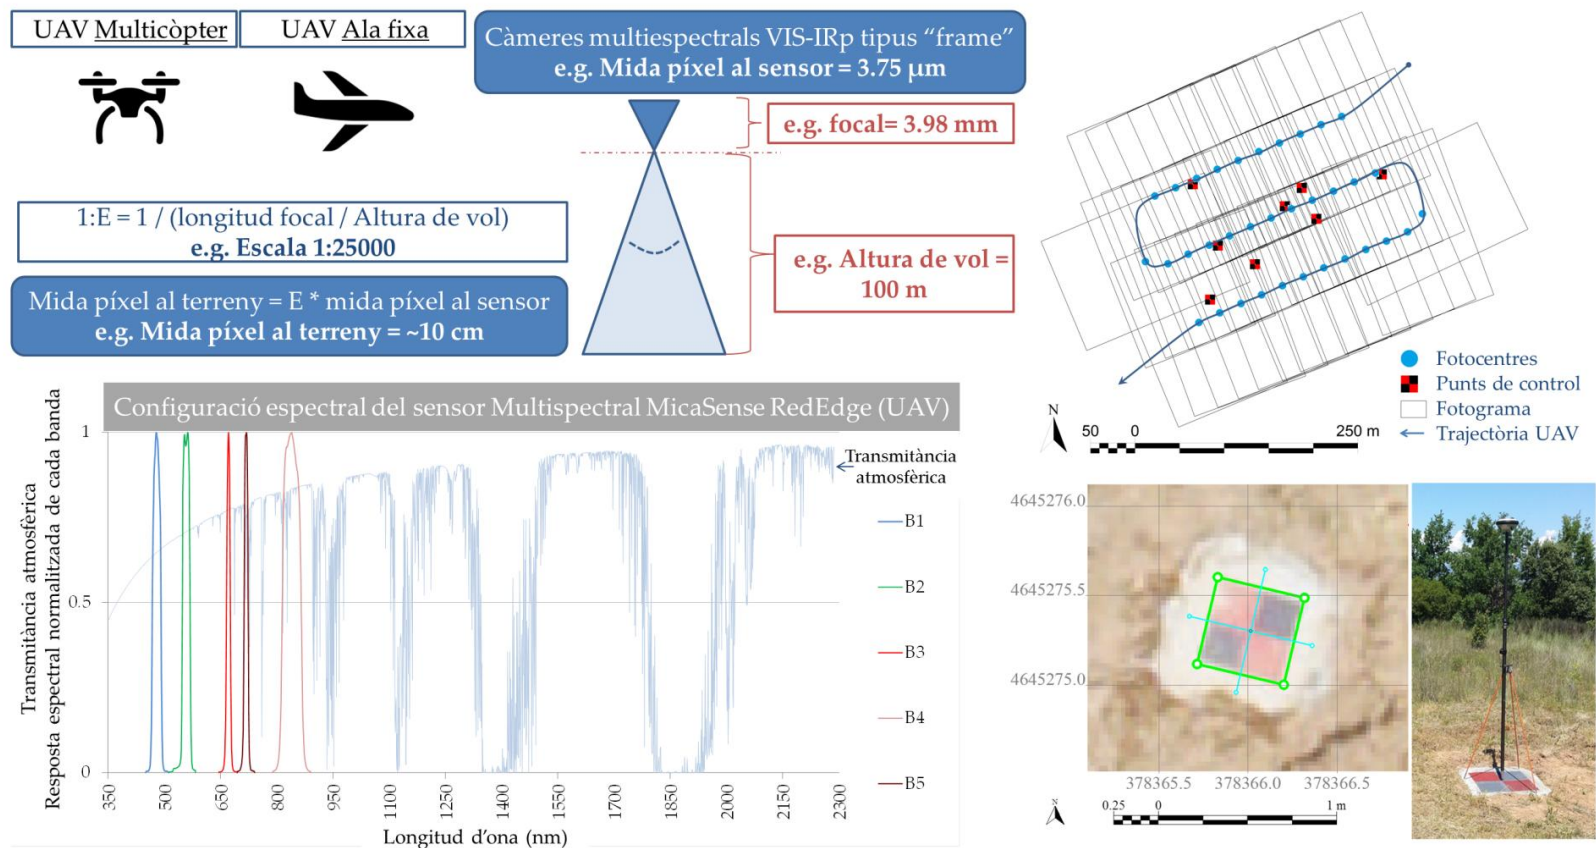 UAV Multicòpter
UAV Ala fixa
Càmeres multiespectrals VIS-IRp tipus “frame”
e.g. Mida píxel al sensor = 3.75 µm
e.g. focal= 3.98 mm
1:E = 1 / (longitud focal / Altura de vol)
e.g. Escala 1:25000
e.g. Altura de vol =
100 m
Mida píxel al terreny = E * mida píxel al sensor
e.g. Mida píxel al terreny = ~10 cm
Fotocentres
Punts de control
Fotograma
Trajectòria UAV
N
50 0 250 m
Configuració espectral del sensor Multispectral MicaSense RedEdge (UAV)
Transmitància atmosfèrica
Resposta espectral normalitzada de cada banda
1
0.5
0
Transmitància
atmosfèrica
B1
B2
B3
B4
B5
350 500 650 800 950 1100 1250 1400 1550 1700 1850 2000 2150 2300
Longitud d'ona (nm)
4645276.0
4645275.5
4645275.0
378365.5 378366.0 378366.5
N
0.25 0 1 m